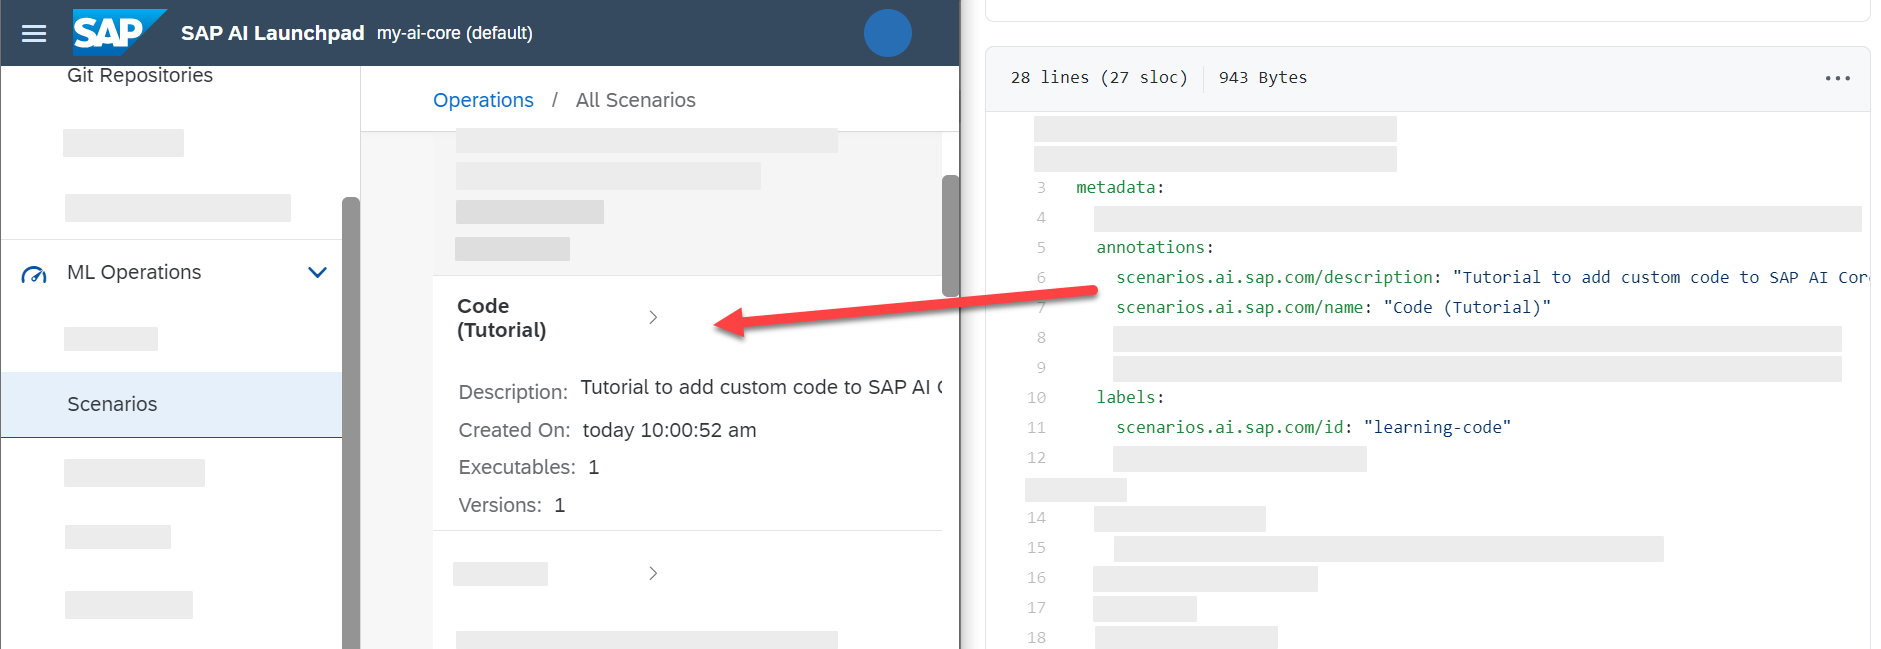 SAP SAP AI Launchpad my-ai-core (default)
Git Repositories
ML Operations
Scenarios
Operations / All Scenarios
Code
(Tutorial)
Description: Tutorial to add custom code to SAP AI
Created On: today 10:00:52 am
Executables: 1
Versions: 1
28 lines (27 sloc) 943 Bytes
3 metadata:
4
5 annotations:
6 scenarios.ai.sap.com/description: "Tutorial to add custom code to SAP AI Cor
7 scenarios.ai.sap.com/name: "Code (Tutorial)"
8
9
10 labels:
11 scenarios.ai.sap.com/id: "learning-code"
12
14
15
16
17
18